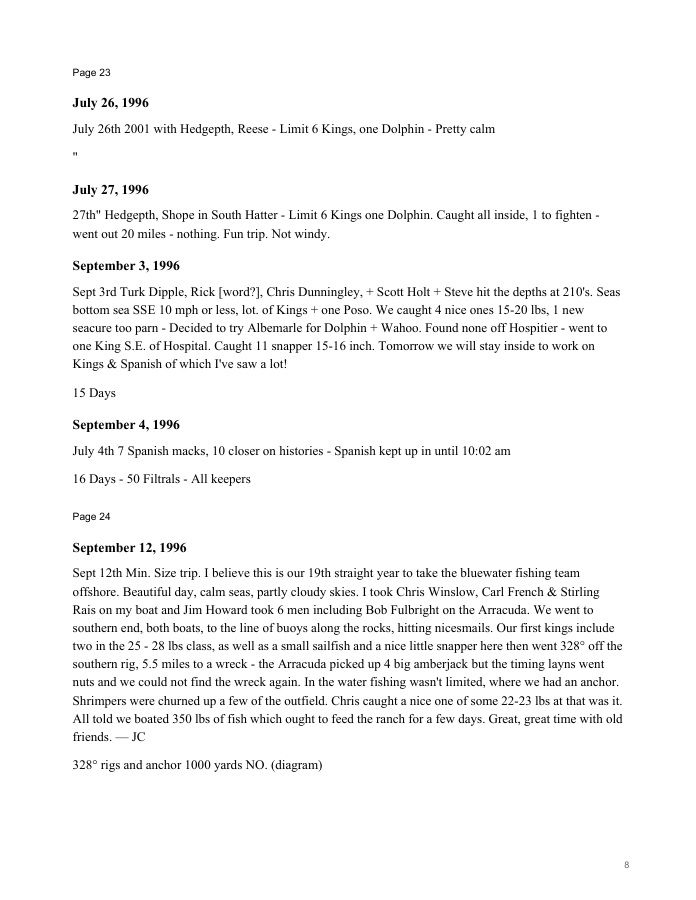 Page 23
July 26, 1996
July 26th 2001 with Hedgepth, Reese - Limit 6 Kings, one Dolphin - Pretty calm
"
July 27, 1996
27th" Hedgepth, Shope in South Hatter - Limit 6 Kings one Dolphin. Caught all inside, 1 to fighten -
went out 20 miles - nothing. Fun trip. Not windy.
September 3, 1996
Sept 3rd Turk Dipple, Rick [word?], Chris Dunningley, + Scott Holt + Steve hit the depths at 210's. Seas
bottom sea SSE 10 mph or less, lot. of Kings + one Poso. We caught 4 nice ones 15-20 lbs, 1 new
seacure too parn - Decided to try Albemarle for Dolphin + Wahoo. Found none off Hospitier - went to
one King S.E. of Hospital. Caught 11 snapper 15-16 inch. Tomorrow we will stay inside to work on
Kings & Spanish of which I've saw a lot!
15 Days
September 4, 1996
July 4th 7 Spanish macks, 10 closer on histories - Spanish kept up in until 10:02 am
16 Days - 50 Filtrals - All keepers
Page 24
September 12, 1996
Sept 12th Min. Size trip. I believe this is our 19th straight year to take the bluewater fishing team
offshore. Beautiful day, calm seas, partly cloudy skies. I took Chris Winslow, Carl French & Stirling
Rais on my boat and Jim Howard took 6 men including Bob Fulbright on the Arracuda. We went to
southern end, both boats, to the line of buoys along the rocks, hitting nicesmails. Our first kings include
two in the 25 - 28 lbs class, as well as a small sailfish and a nice little snapper here then went 328° off the
southern rig, 5.5 miles to a wreck - the Arracuda picked up 4 big amberjack but the timing layns went
nuts and we could not find the wreck again. In the water fishing wasn't limited, where we had an anchor.
Shrimpers were churned up a few of the outfield. Chris caught a nice one of some 22-23 lbs at that was it.
All told we boated 350 lbs of fish which ought to feed the ranch for a few days. Great, great time with old
friends. — JC
328° rigs and anchor 1000 yards NO. (diagram)
8